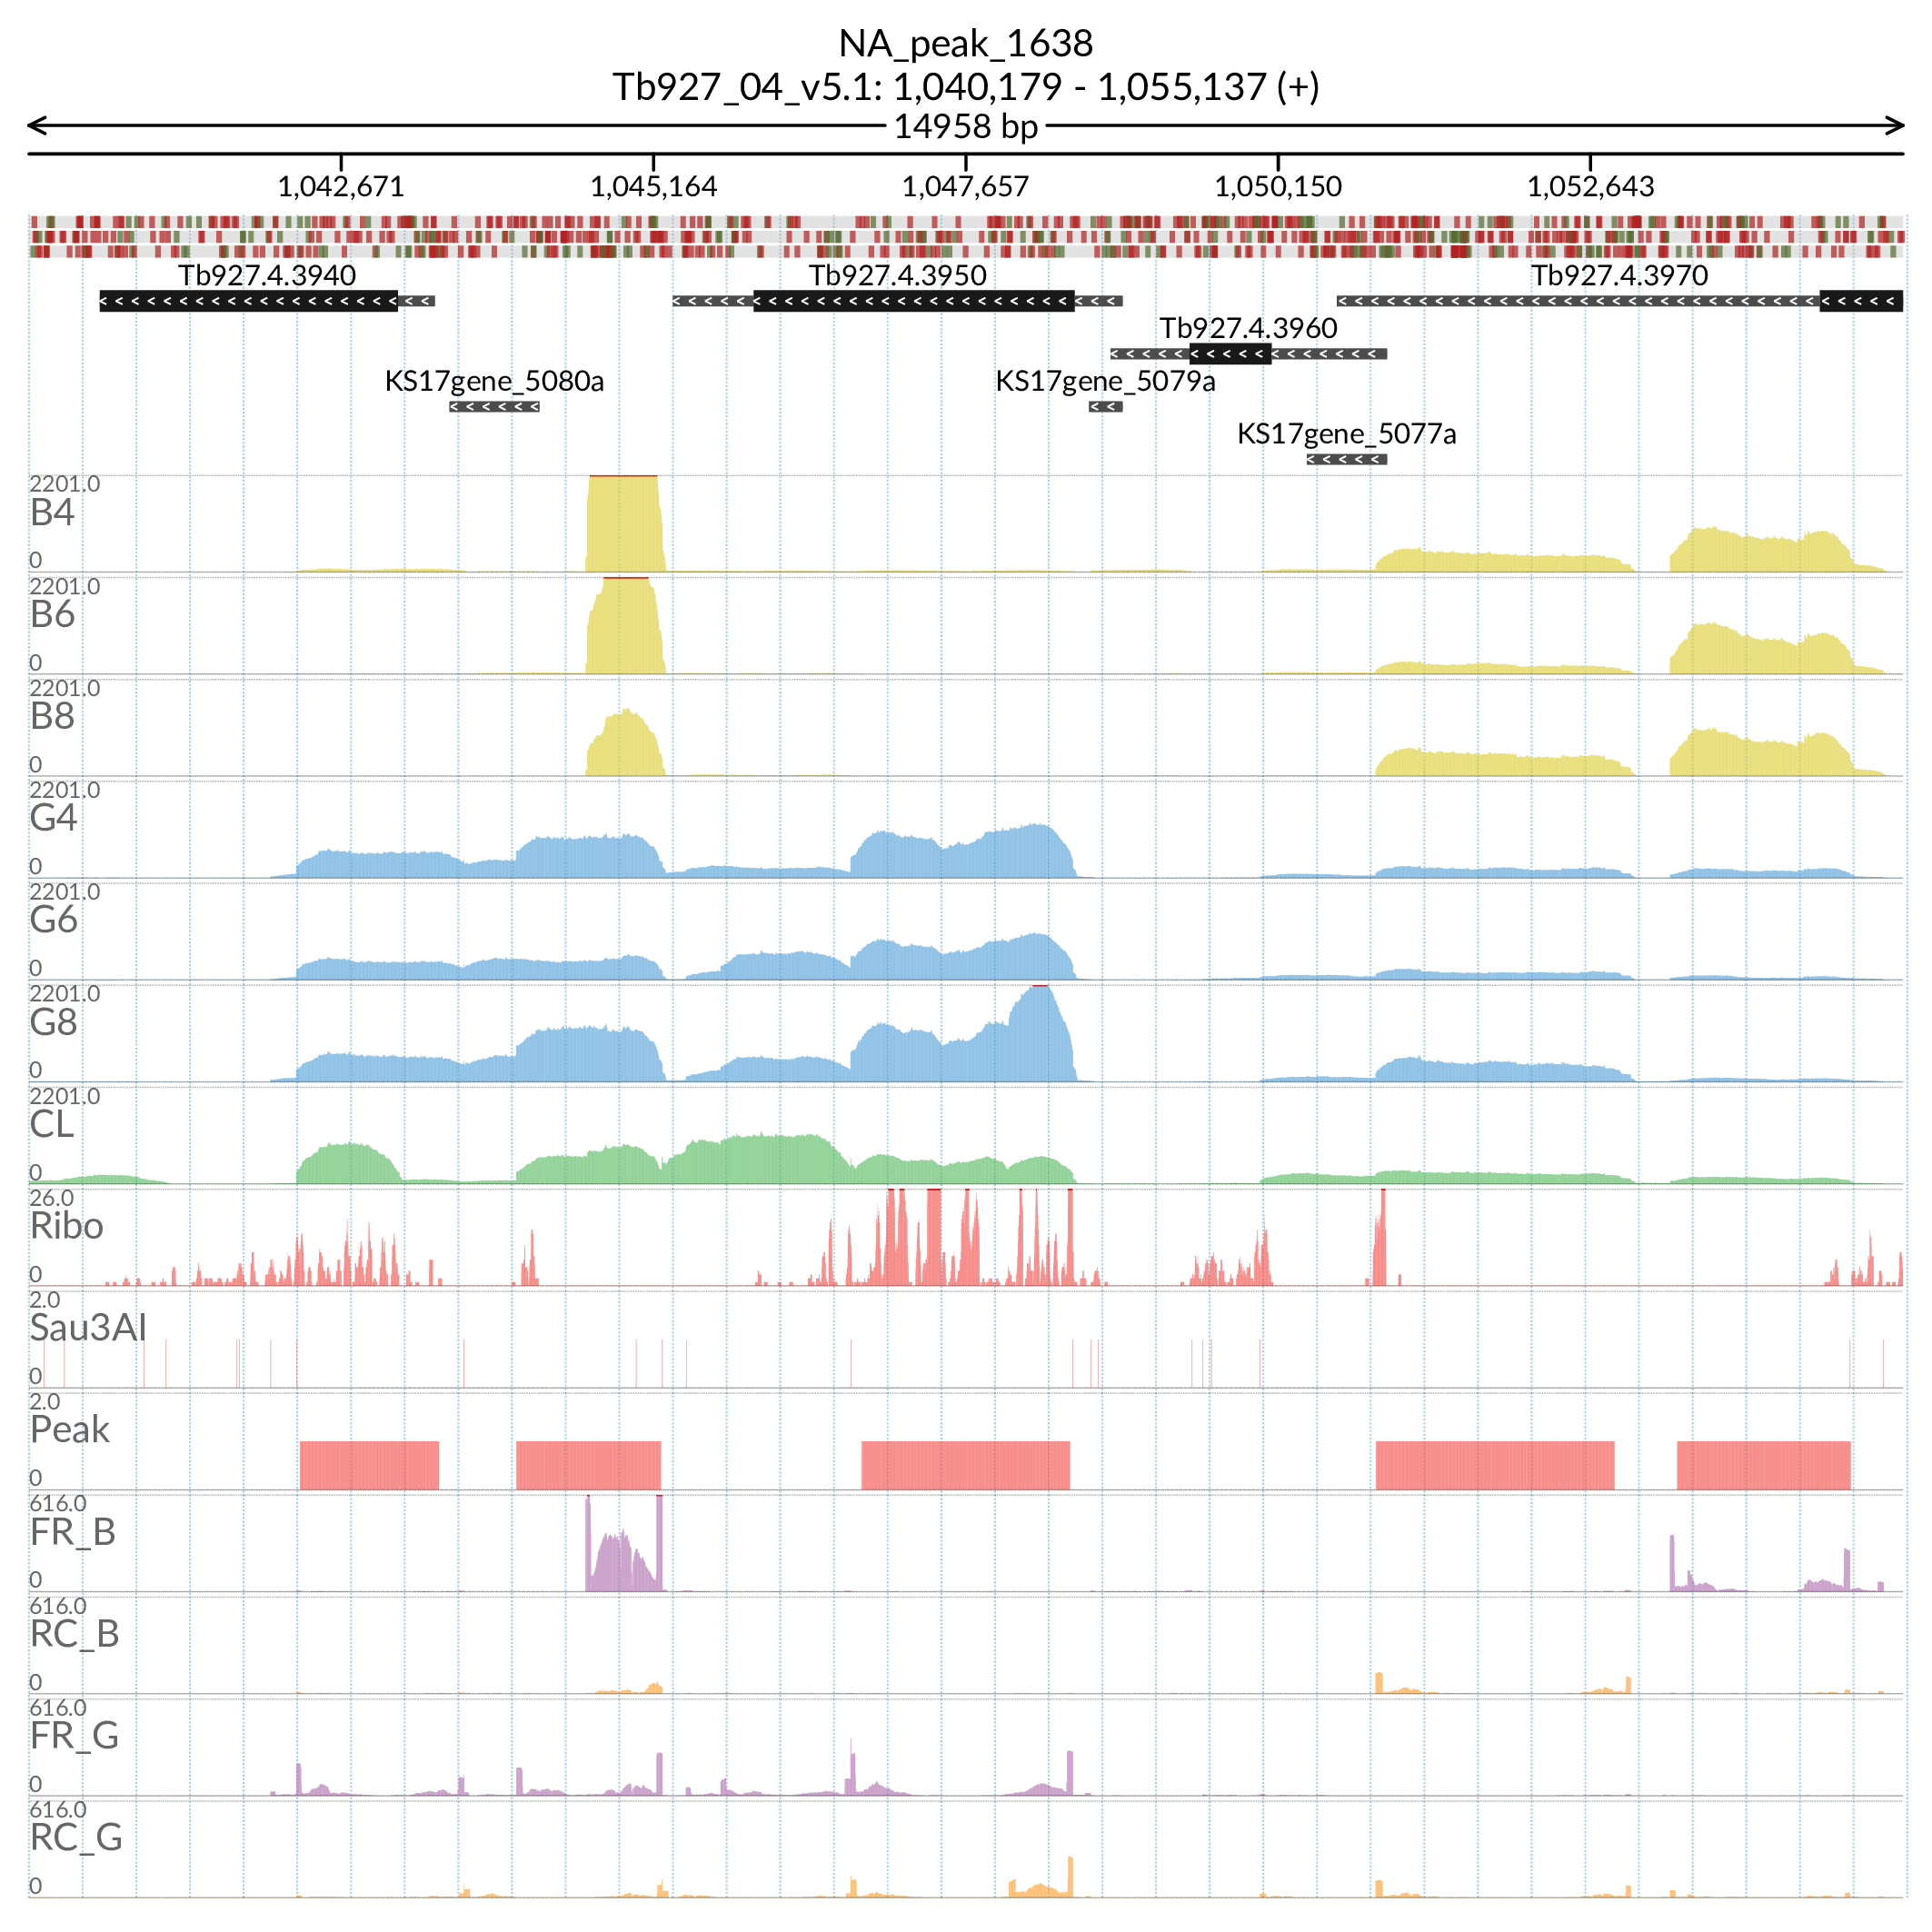 NA_peak_1638
Tb927_04_v5.1: 1,040,179 - 1,055,137 (+)
14958 bp
1,042,671 1,045,164 1,047,657 1,050,150 1,052,643
Tb927.4.3940 Tb927.4.3950 Tb927.4.3970
Tb927.4.3960
KS17gene_5080a KS17gene_5079a
KS17gene_5077a
2201.0
B4
0
2201.0
B6
0
2201.0
B8
0
2201.0
G4
0
2201.0
G6
0
2201.0
G8
0
2201.0
CL
0
26.0
Ribo
0
2.0
Sau3AI
0
2.0
Peak
0
616.0
FR_B
0
616.0
RC_B
0
616.0
FR_G
0
616.0
RC_G
0